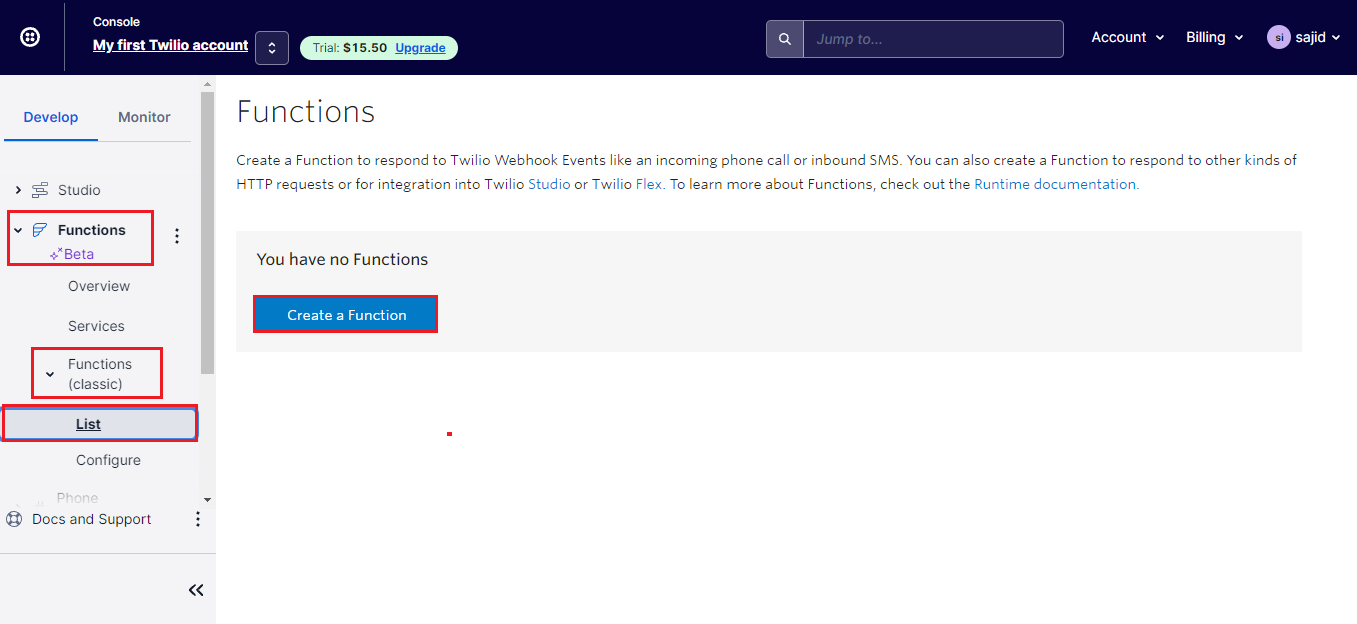 Console
My first Twilio account
Trial: $15.50 Upgrade
Jump to...
Account
Billing
si sajid
Develop Monitor
Studio
Functions
Beta
Overview
Services
Functions
(classic)
List
Configure
Phone
Docs and Support
Functions
Create a Function to respond to Twilio Webhook Events like an incoming phone call or inbound SMS. You can also create a Function to respond to other kinds of
HTTP requests or for integration into Twilio Studio or Twilio Flex. To learn more about Functions, check out the Runtime documentation.
You have no Functions
Create a Function